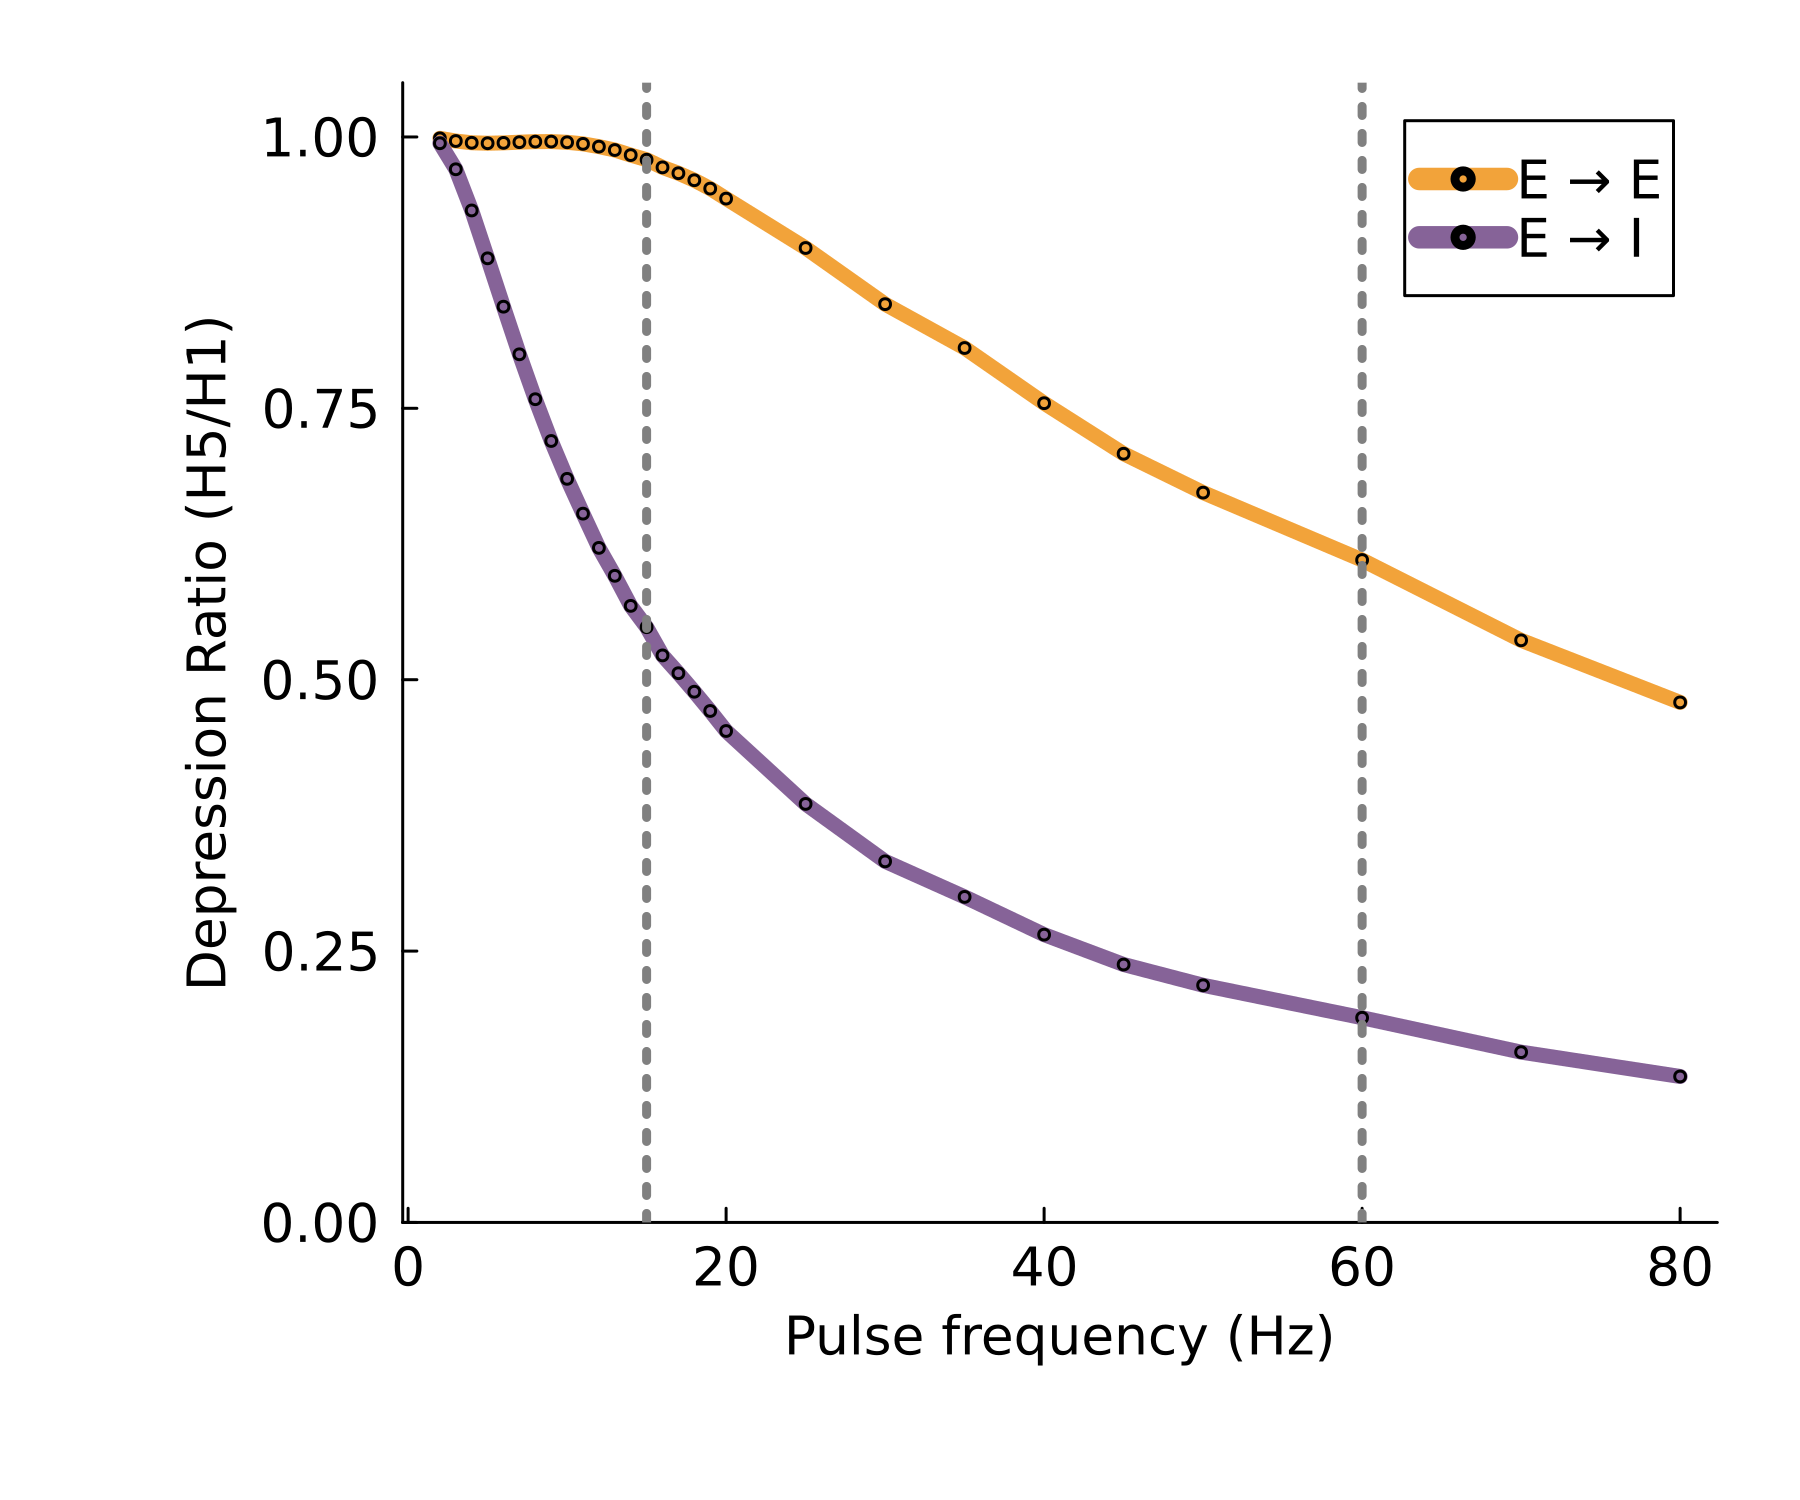 1.00
0.75
0.50
0.25
0.00
Depression Ratio (H5/H1)
E → E
E → I
0 20 40 60 80
Pulse frequency (Hz)